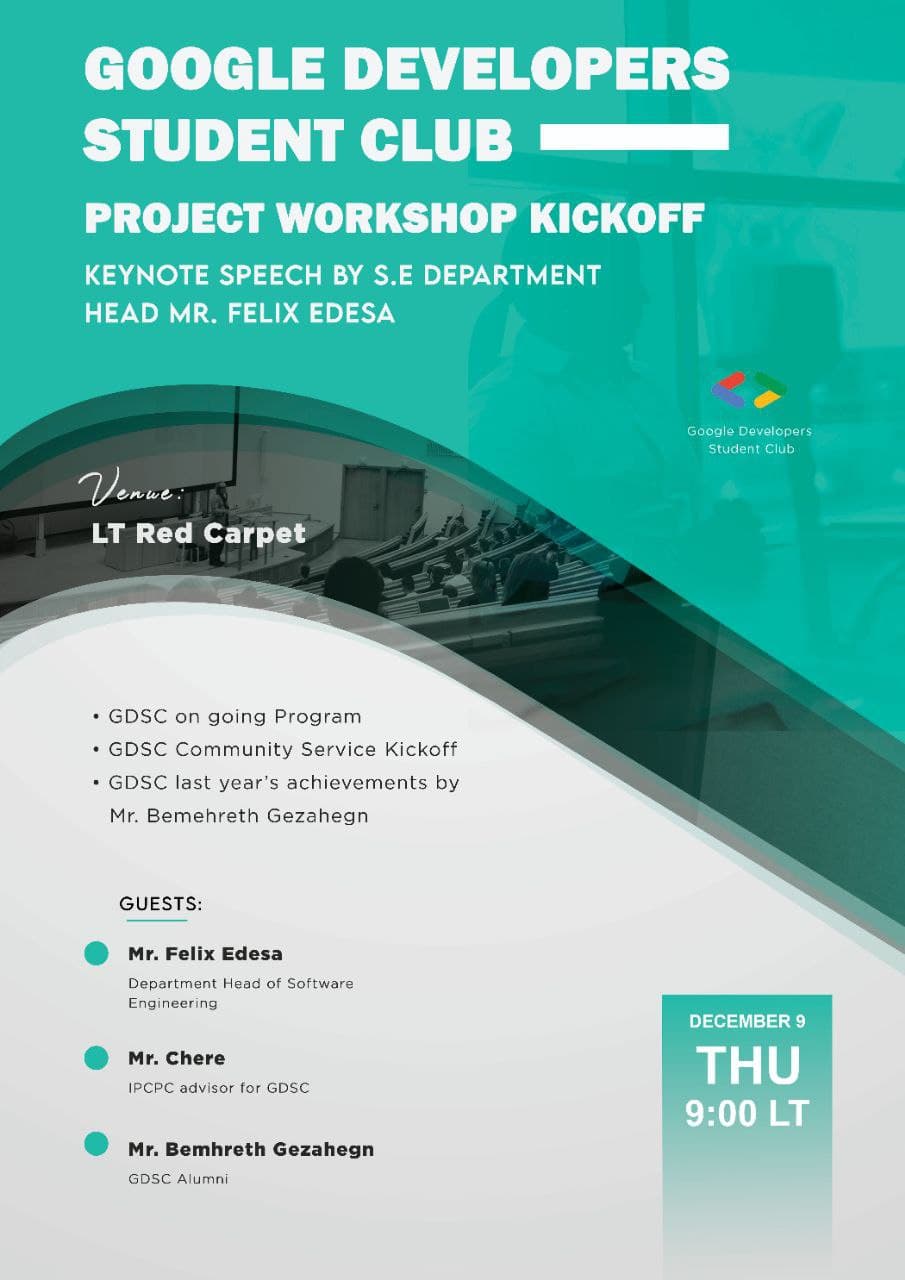 GOOGLE DEVELOPERS
STUDENT CLUB
PROJECT WORKSHOP KICKOFF
KEYNOTE SPEECH BY S.E DEPARTMENT
HEAD MR. FELIX EDESA
Google Developers
Student Club
Venue:
LT Red Carpet
• GDSC on going Program
• GDSC Community Service Kickoff
• GDSC last year's achievements by
Mr. Bemehreth Gezahegn
GUESTS:
Mr. Felix Edesa
Department Head of Software
Engineering
Mr. Chere
IPCPC advisor for GDSC
Mr. Bemhreth Gezahegn
GDSC Alumni
DECEMBER 9
THU
9:00 LT